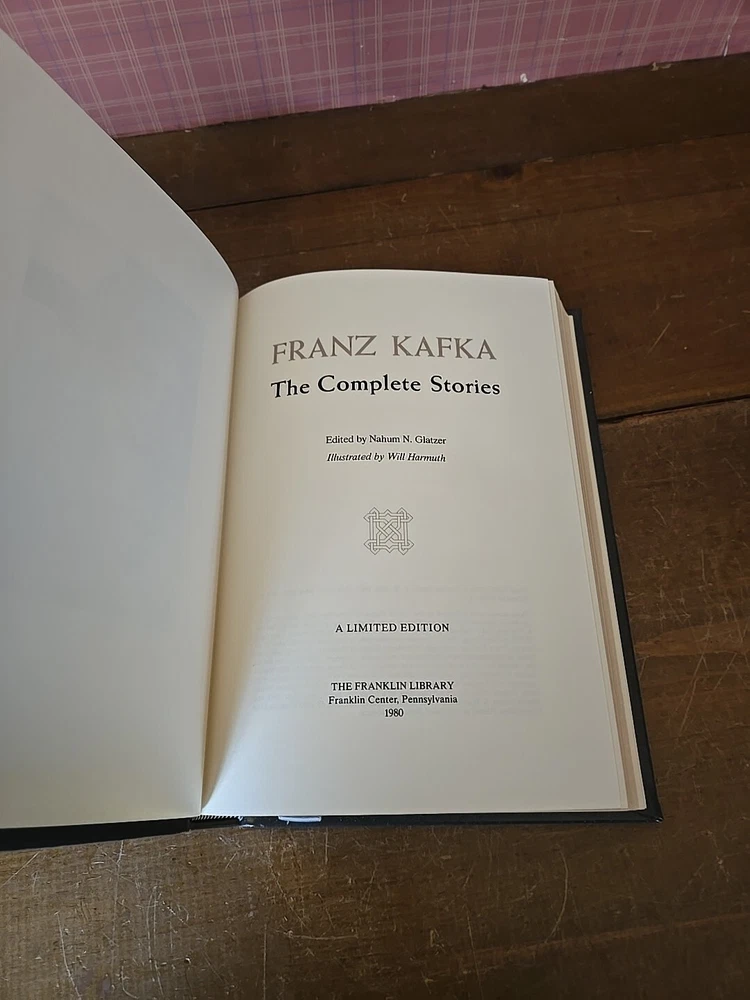 FRANZ KAFKA
The Complete Stories
Edited by Nahum N. Glatzer
Illustrated by Will Harmuth
A LIMITED EDITION
THE FRANKLIN LIBRARY
Franklin Center, Pennsylvania
1980